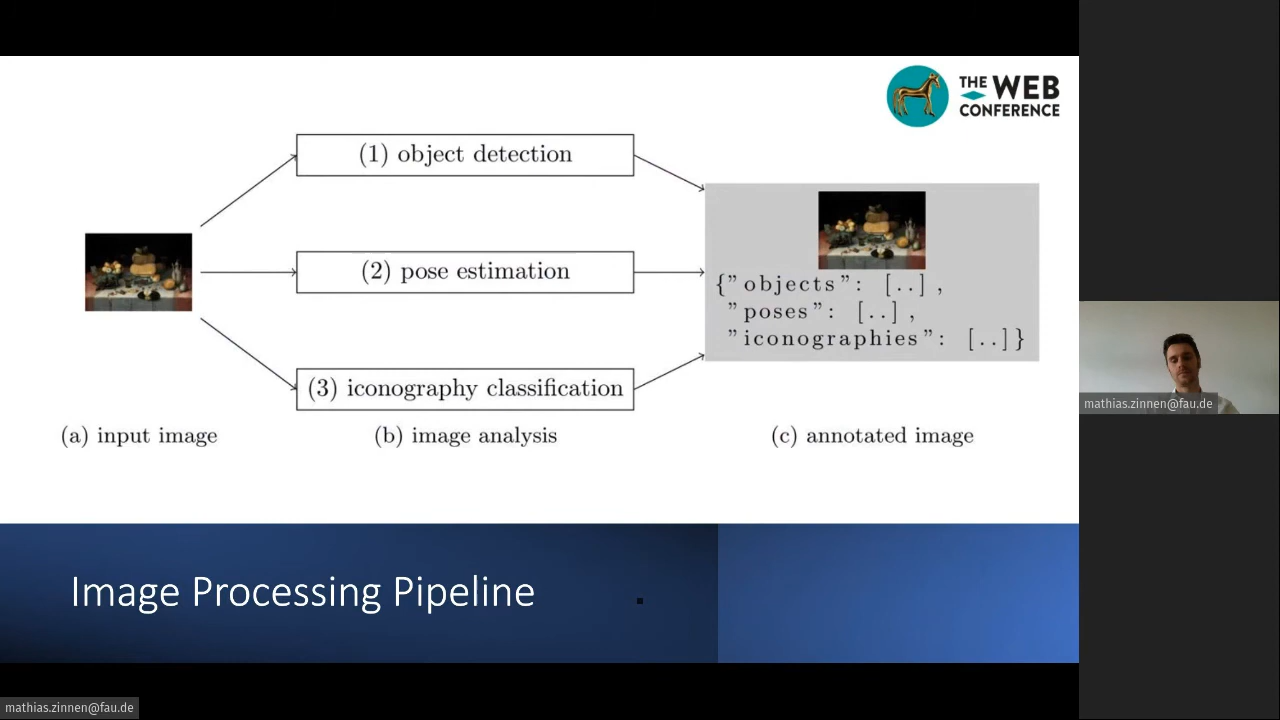 THE WEB
CONFERENCE
(1) object detection
(2) pose estimation
(3) iconography classification
{" objects": [..] ,
"poses": [..] ,
"iconographies": [..]}
(a) input image
(b) image analysis
(c) annotated image
Image Processing Pipeline
mathias.zinnen@fau.de
mathias.zinnen@fau.de